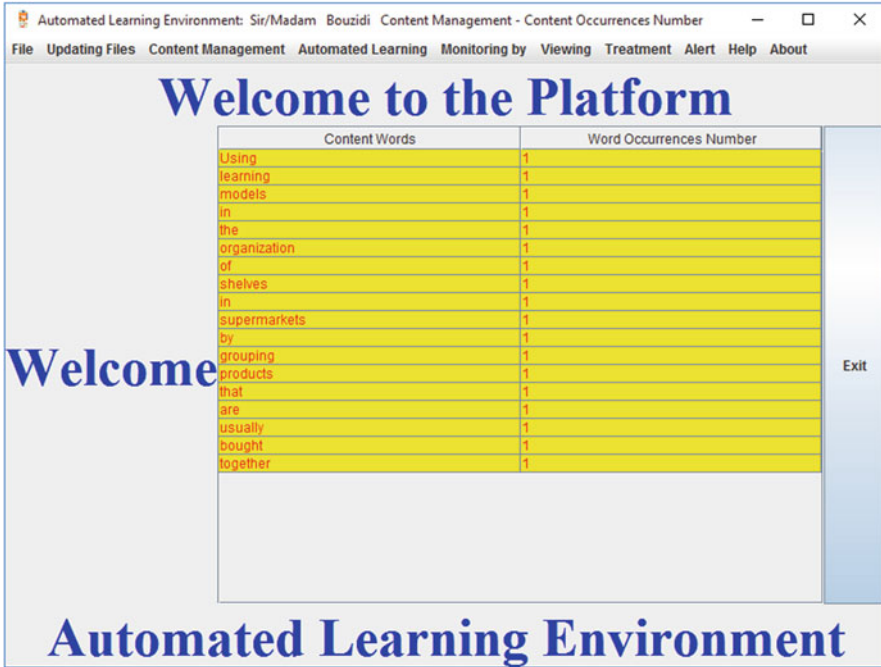 Automated Learning Environment: Sir/Madam Bouzidi Content Management - Content Occurrences Number
File Updating Files Content Management Automated Learning Monitoring by Viewing Treatment Alert Help About
Welcome to the Platform
Content Words Word Occurrences Number
Using 1
learning 1
models 1
in 1
the 1
organization 1
of 1
shelves 1
in 1
supermarkets 1
by 1
grouping 1
products 1
that 1
are 1
usually 1
bought 1
together 1
Welcome
Exit
Automated Learning Environment